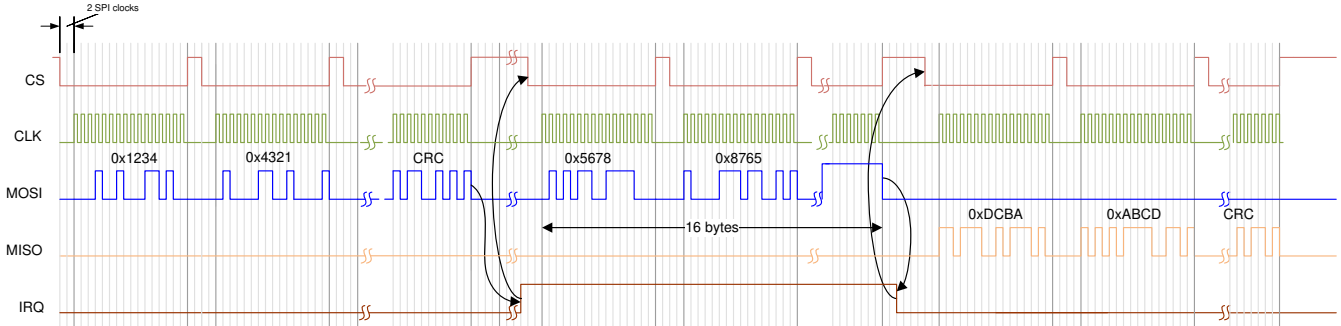 2 SPI clocks
CS
CLK
0x1234 0x4321 CRC 0x5678 0x8765
MOSI
0xDCBA 0xABCD CRC
16 bytes
MISO
IRQ